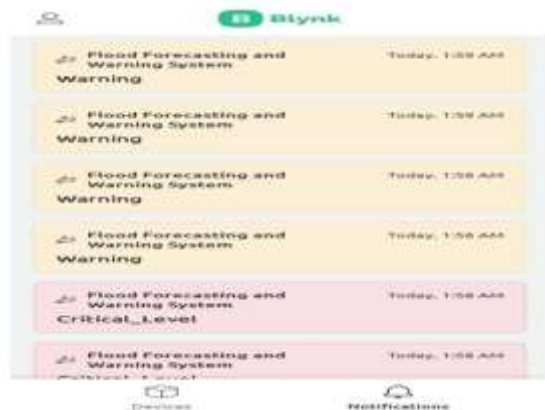 B Blynk
Flood Forecasting and
Warning System
Today, 1:59 AM
Warning
Flood Forecasting and
Warning System
Today, 1:59 AM
Warning
Flood Forecasting and
Warning System
Today, 1:58 AM
Warning
Flood Forecasting and
Warning System
Today, 1:58 AM
Warning
Flood Forecasting and
Warning System
Today, 1:58 AM
Critical_Level
Flood Forecasting and
Warning System
Today, 1:58 AM
Critical_Level
Devices
Notifications